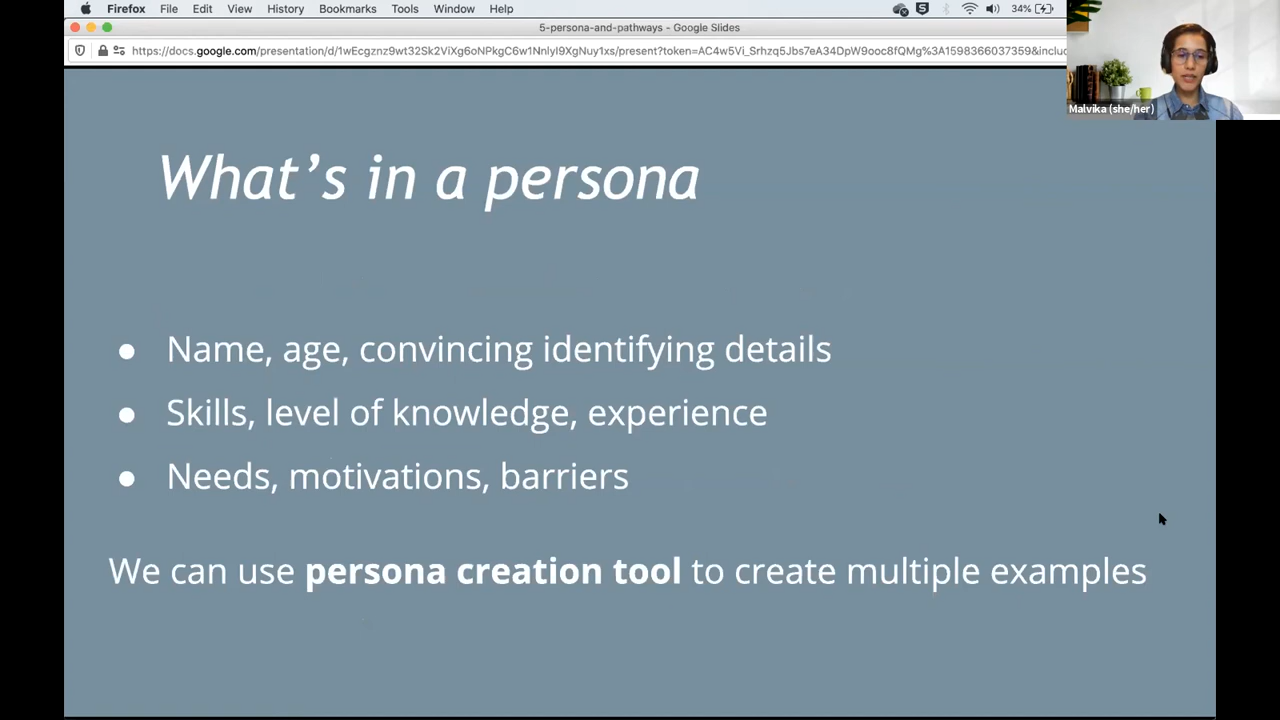 Firefox File Edit View History Bookmarks Tools Window Help 34%
5-persona-and-pathways - Google Slides
https://docs.google.com/presentation/d/1wEcgznz9wt32Sk2ViXg6oNPkgC6w1NnlyI9XgNuy1xs/present?token=AC4w5Vi_Srhzq5Jbs7eA34DpW9ooc8fQMg%3A1598366037359&inclu
Malvika (she/her)
What's in a persona
● Name, age, convincing identifying details
● Skills, level of knowledge, experience
● Needs, motivations, barriers
We can use persona creation tool to create multiple examples